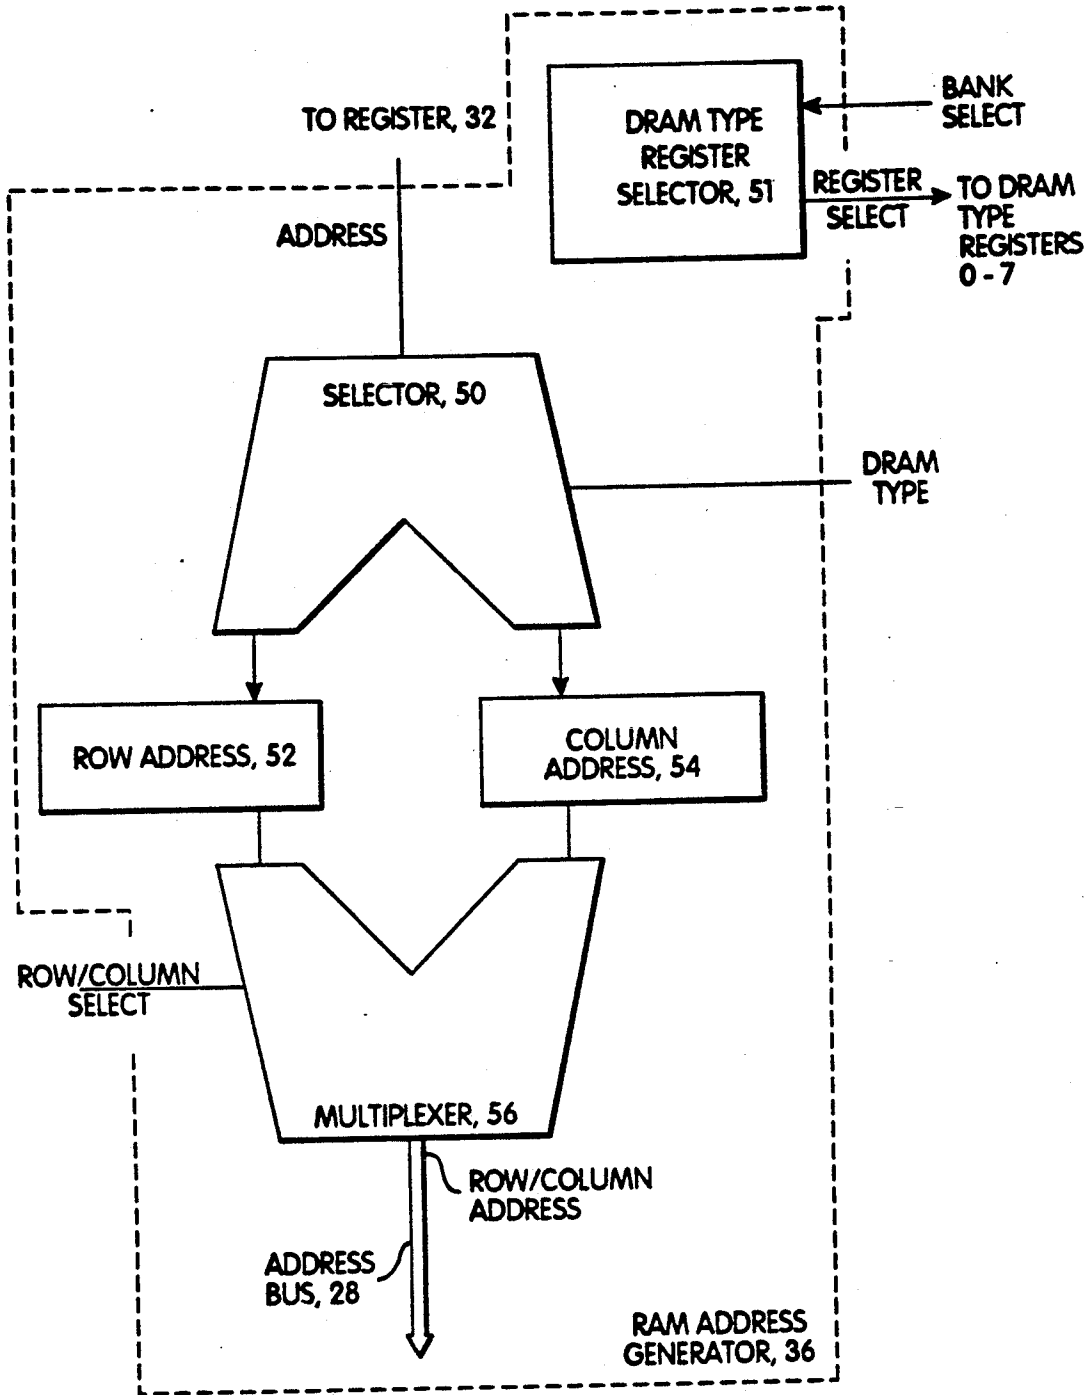 TO REGISTER, 32
DRAM TYPE
REGISTER
SELECTOR, 51
BANK
SELECT
REGISTER
SELECT
TO DRAM
TYPE
REGISTERS
0 - 7
ADDRESS
SELECTOR, 50
DRAM
TYPE
ROW ADDRESS, 52
COLUMN
ADDRESS, 54
ROW/COLUMN
SELECT
MULTIPLEXER, 56
ROW/COLUMN
ADDRESS
ADDRESS
BUS, 28
RAM ADDRESS
GENERATOR, 36